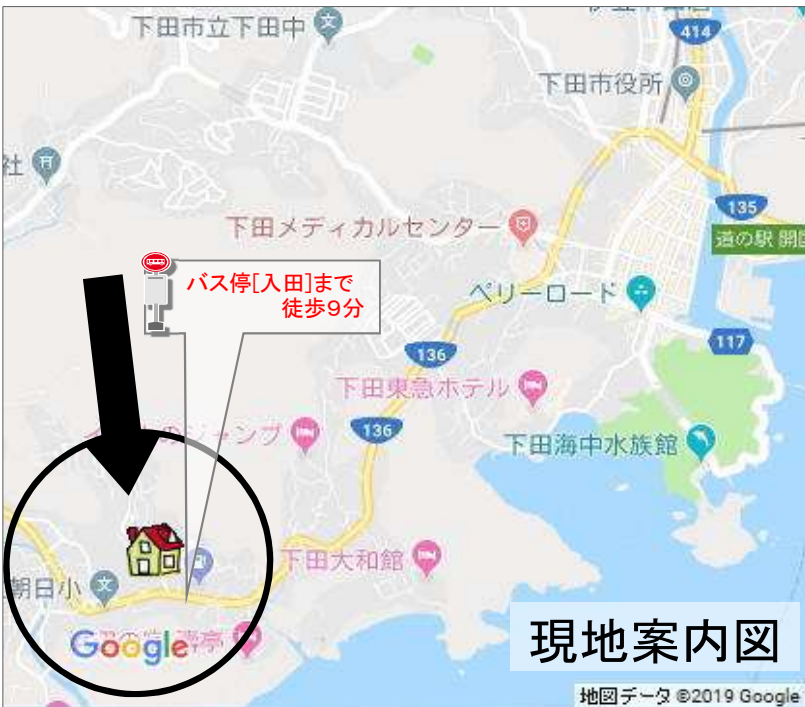 下田市立下田中
414
下田市役所
社
135
下田メディカルセンター
道の駅 開国
バス停[入田]まで
徒歩9分
ペリーロード
117
136
下田東急ホテル
136
ジャンプ
下田海中水族館
下田大和館
朝日小
Google
現地案内図
地図データ ©2019 Google